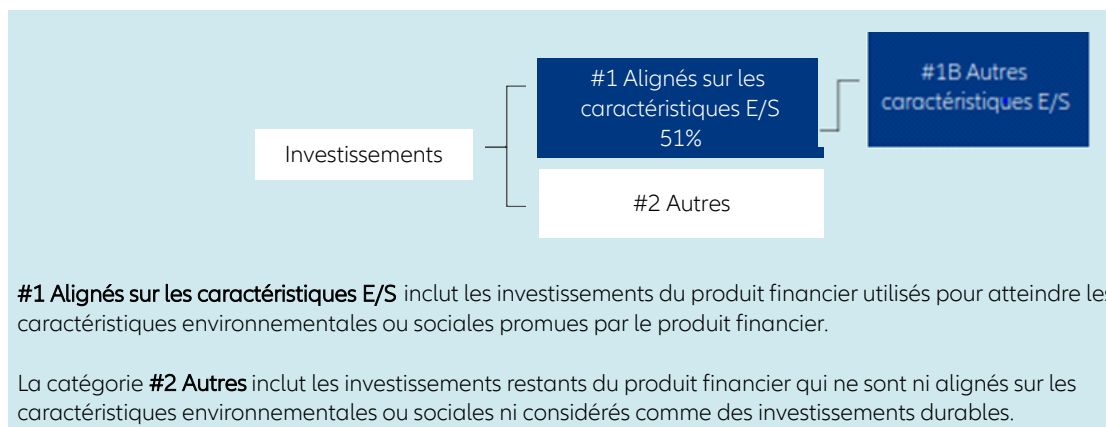 #1 Alignés sur les
caractéristiques E/S
51%
#1B Autres
caractéristiques E/S
Investissements
#2 Autres
#1 Alignés sur les caractéristiques E/S inclut les investissements du produit financier utilisés pour atteindre les
caractéristiques environnementales ou sociales promues par le produit financier.
La catégorie #2 Autres inclut les investissements restants du produit financier qui ne sont ni alignés sur les
caractéristiques environnementales ou sociales ni considérés comme des investissements durables.